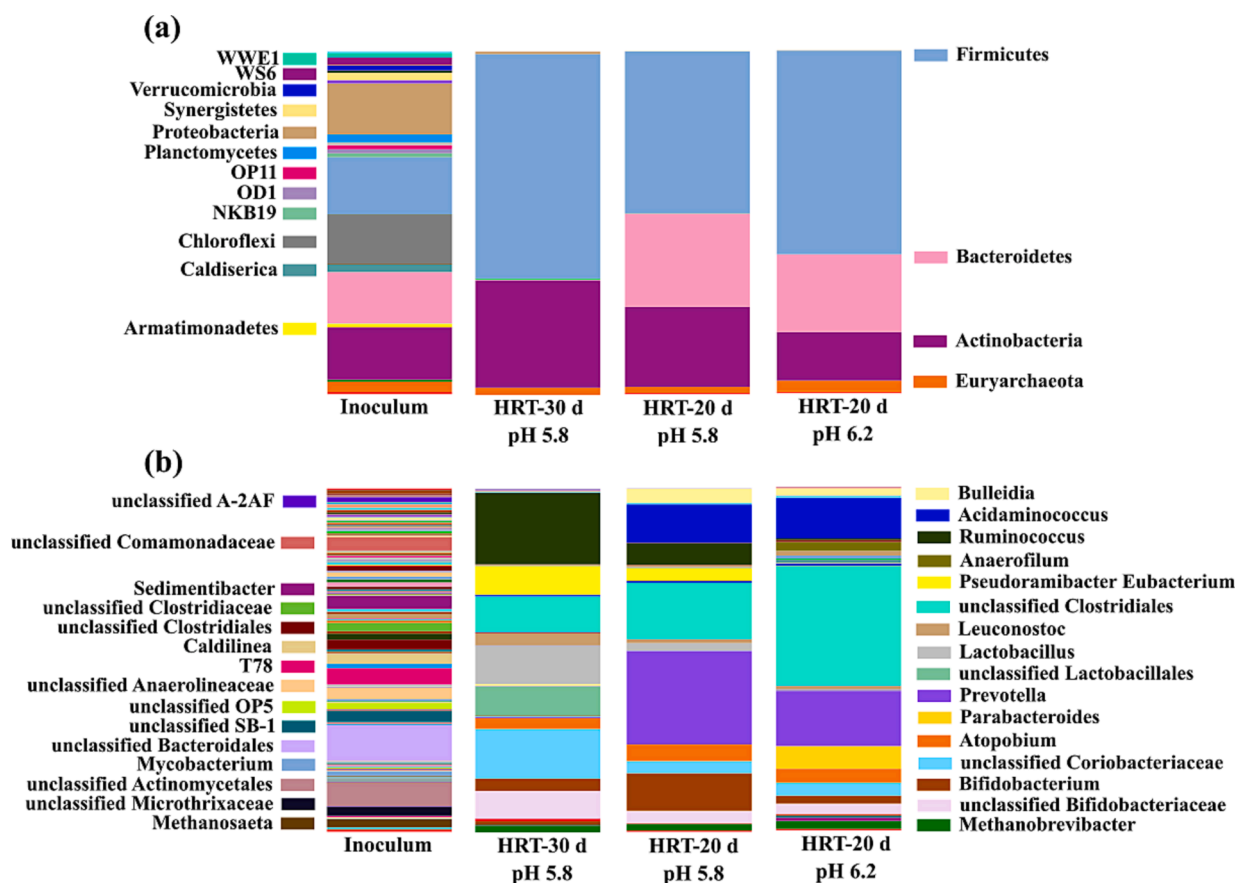 (a)
WWE1
WS6
Verrucomicrobia
Synergistetes
Proteobacteria
Planctomycetes
OP11
OD1
NKB19
Chloroflexi
Caldiserica
Armatimonadetes
Firmicutes
Bacteroidetes
Actinobacteria
Euryarchaeota
Inoculum
HRT-30 d
pH 5.8
HRT-20 d
pH 5.8
HRT-20 d
pH 6.2
(b)
unclassified A-2AF
unclassified Comamonadaceae
Sedimentibacter
unclassified Clostridiaceae
unclassified Clostridiales
Caldilinea
T78
unclassified Anaerolineaceae
unclassified OP5
unclassified SB-1
unclassified Bacteroidales
Mycobacterium
unclassified Actinomycetales
unclassified Microthrixaceae
Methanosaeta
Bulleidia
Acidaminococcus
Ruminococcus
Anaerofilum
Pseudoramibacter Eubacterium
unclassified Clostridiales
Leuconostoc
Lactobacillus
unclassified Lactobacillales
Prevotella
Parabacteroides
Atopobium
unclassified Coriobacteriaceae
Bifidobacterium
unclassified Bifidobacteriaceae
Methanobrevibacter
Inoculum
HRT-30 d
pH 5.8
HRT-20 d
pH 5.8
HRT-20 d
pH 6.2